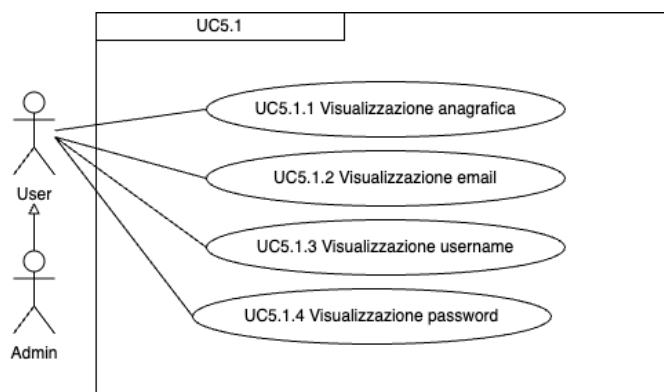 UC5.1
UC5.1.1 Visualizzazione anagrafica
UC5.1.2 Visualizzazione email
User
UC5.1.3 Visualizzazione username
UC5.1.4 Visualizzazione password
Admin